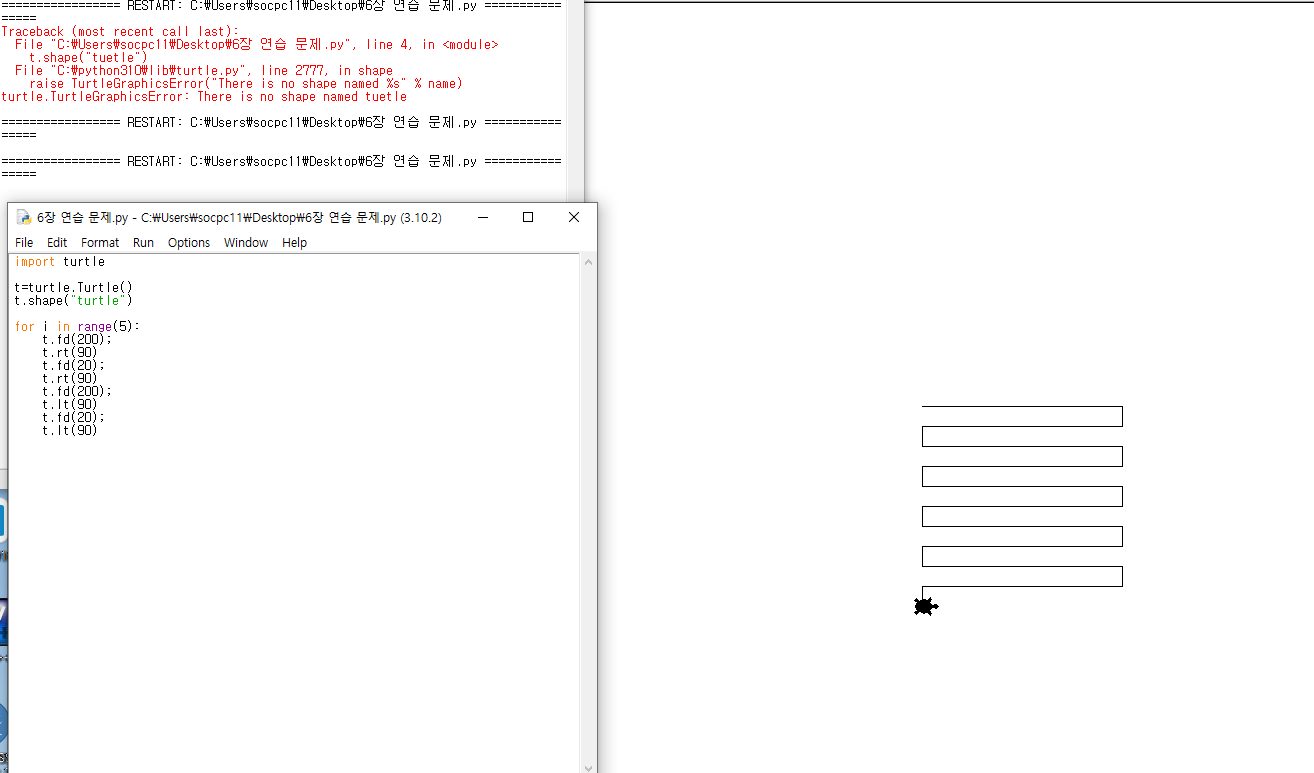 ================= RESTART: C:\Users\socpc11\Desktop\6장 연습 문제.py ===========
=====
Traceback (most recent call last):
  File "C:\Users\socpc11\Desktop\6장 연습 문제.py", line 4, in <module>
    t.shape("tuetle")
  File "C:\python310\lib\turtle.py", line 2777, in shape
    raise TurtleGraphicsError("There is no shape named %s" % name)
turtle.TurtleGraphicsError: There is no shape named tuetle
================= RESTART: C:\Users\socpc11\Desktop\6장 연습 문제.py ===========
=====
================= RESTART: C:\Users\socpc11\Desktop\6장 연습 문제.py ===========
=====
6장 연습 문제.py - C:\Users\socpc11\Desktop\6장 연습 문제.py (3.10.2)
File Edit Format Run Options Window Help
import turtle
t=turtle.Turtle()
t.shape("turtle")
for i in range(5):
    t.fd(200);
    t.rt(90)
    t.fd(20);
    t.rt(90)
    t.fd(200);
    t.lt(90)
    t.fd(20);
    t.lt(90)